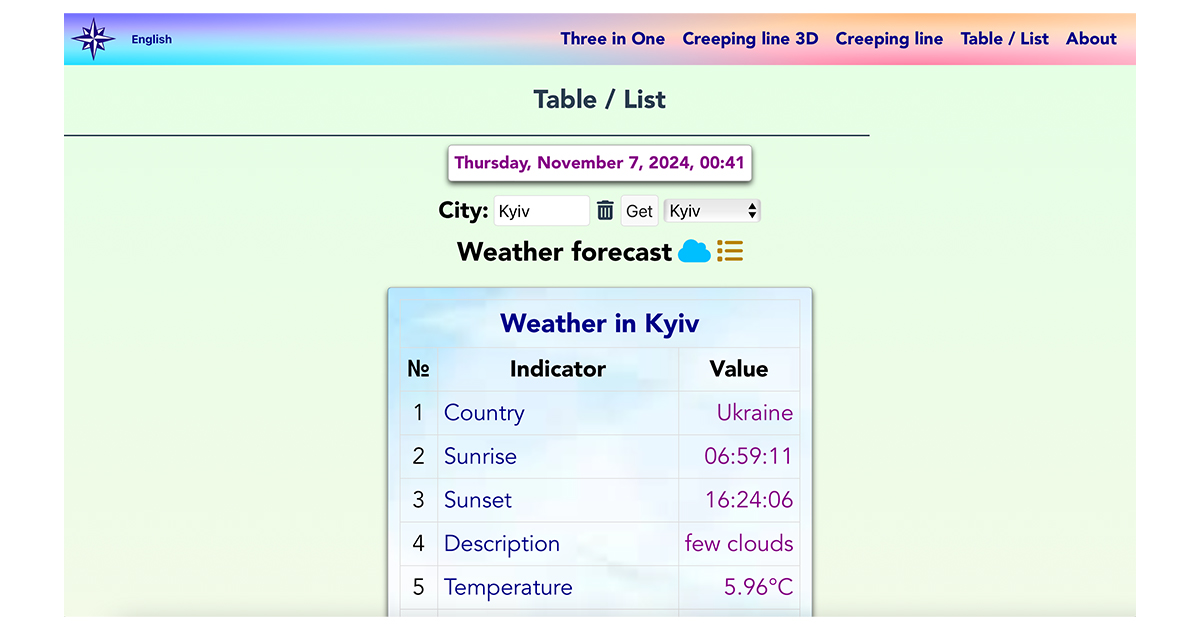 English Three in One Creeping line 3D Creeping line Table / List About
Table / List
Thursday, November 7, 2024, 00:41
City: Kyiv Get Kyiv
Weather forecast
Weather in Kyiv
№ Indicator Value
1 Country Ukraine
2 Sunrise 06:59:11
3 Sunset 16:24:06
4 Description few clouds
5 Temperature 5.96°C